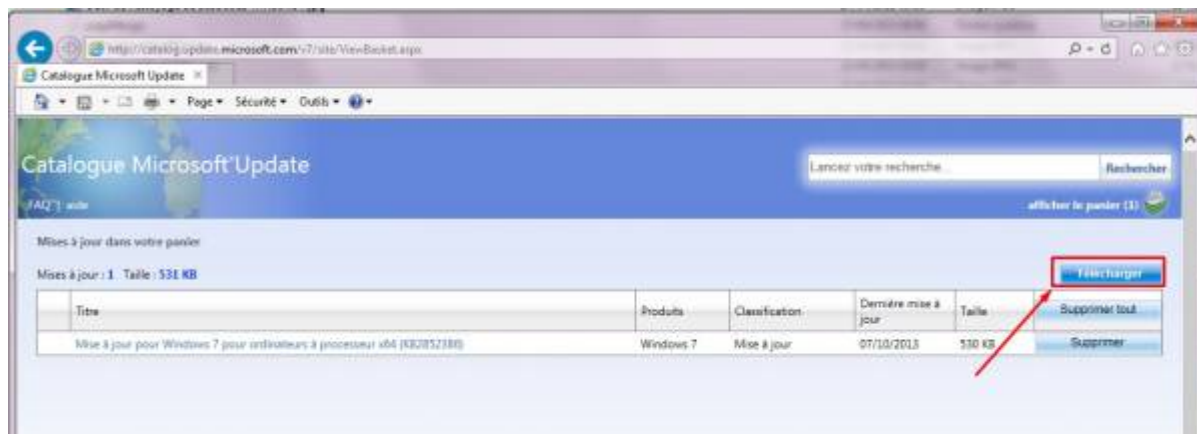 http://catalog.update.microsoft.com/v7/site/ViewBasket.aspx
Catalogue Microsoft Update
Page Sécurité Outils
Catalogue Microsoft Update
Lancez votre recherche...
Rechercher
FAQ | aide
afficher le panier (1)
Mises à jour dans votre panier
Mises à jour : 1 Taille : 531 KB
Télécharger
Titre Produits Classification Dernière mise à jour Taille Supprimer tout
Mise à jour pour Windows 7 pour ordinateurs à processeur x64 (KB2852386) Windows 7 Mise à jour 07/10/2013 530 KB Supprimer